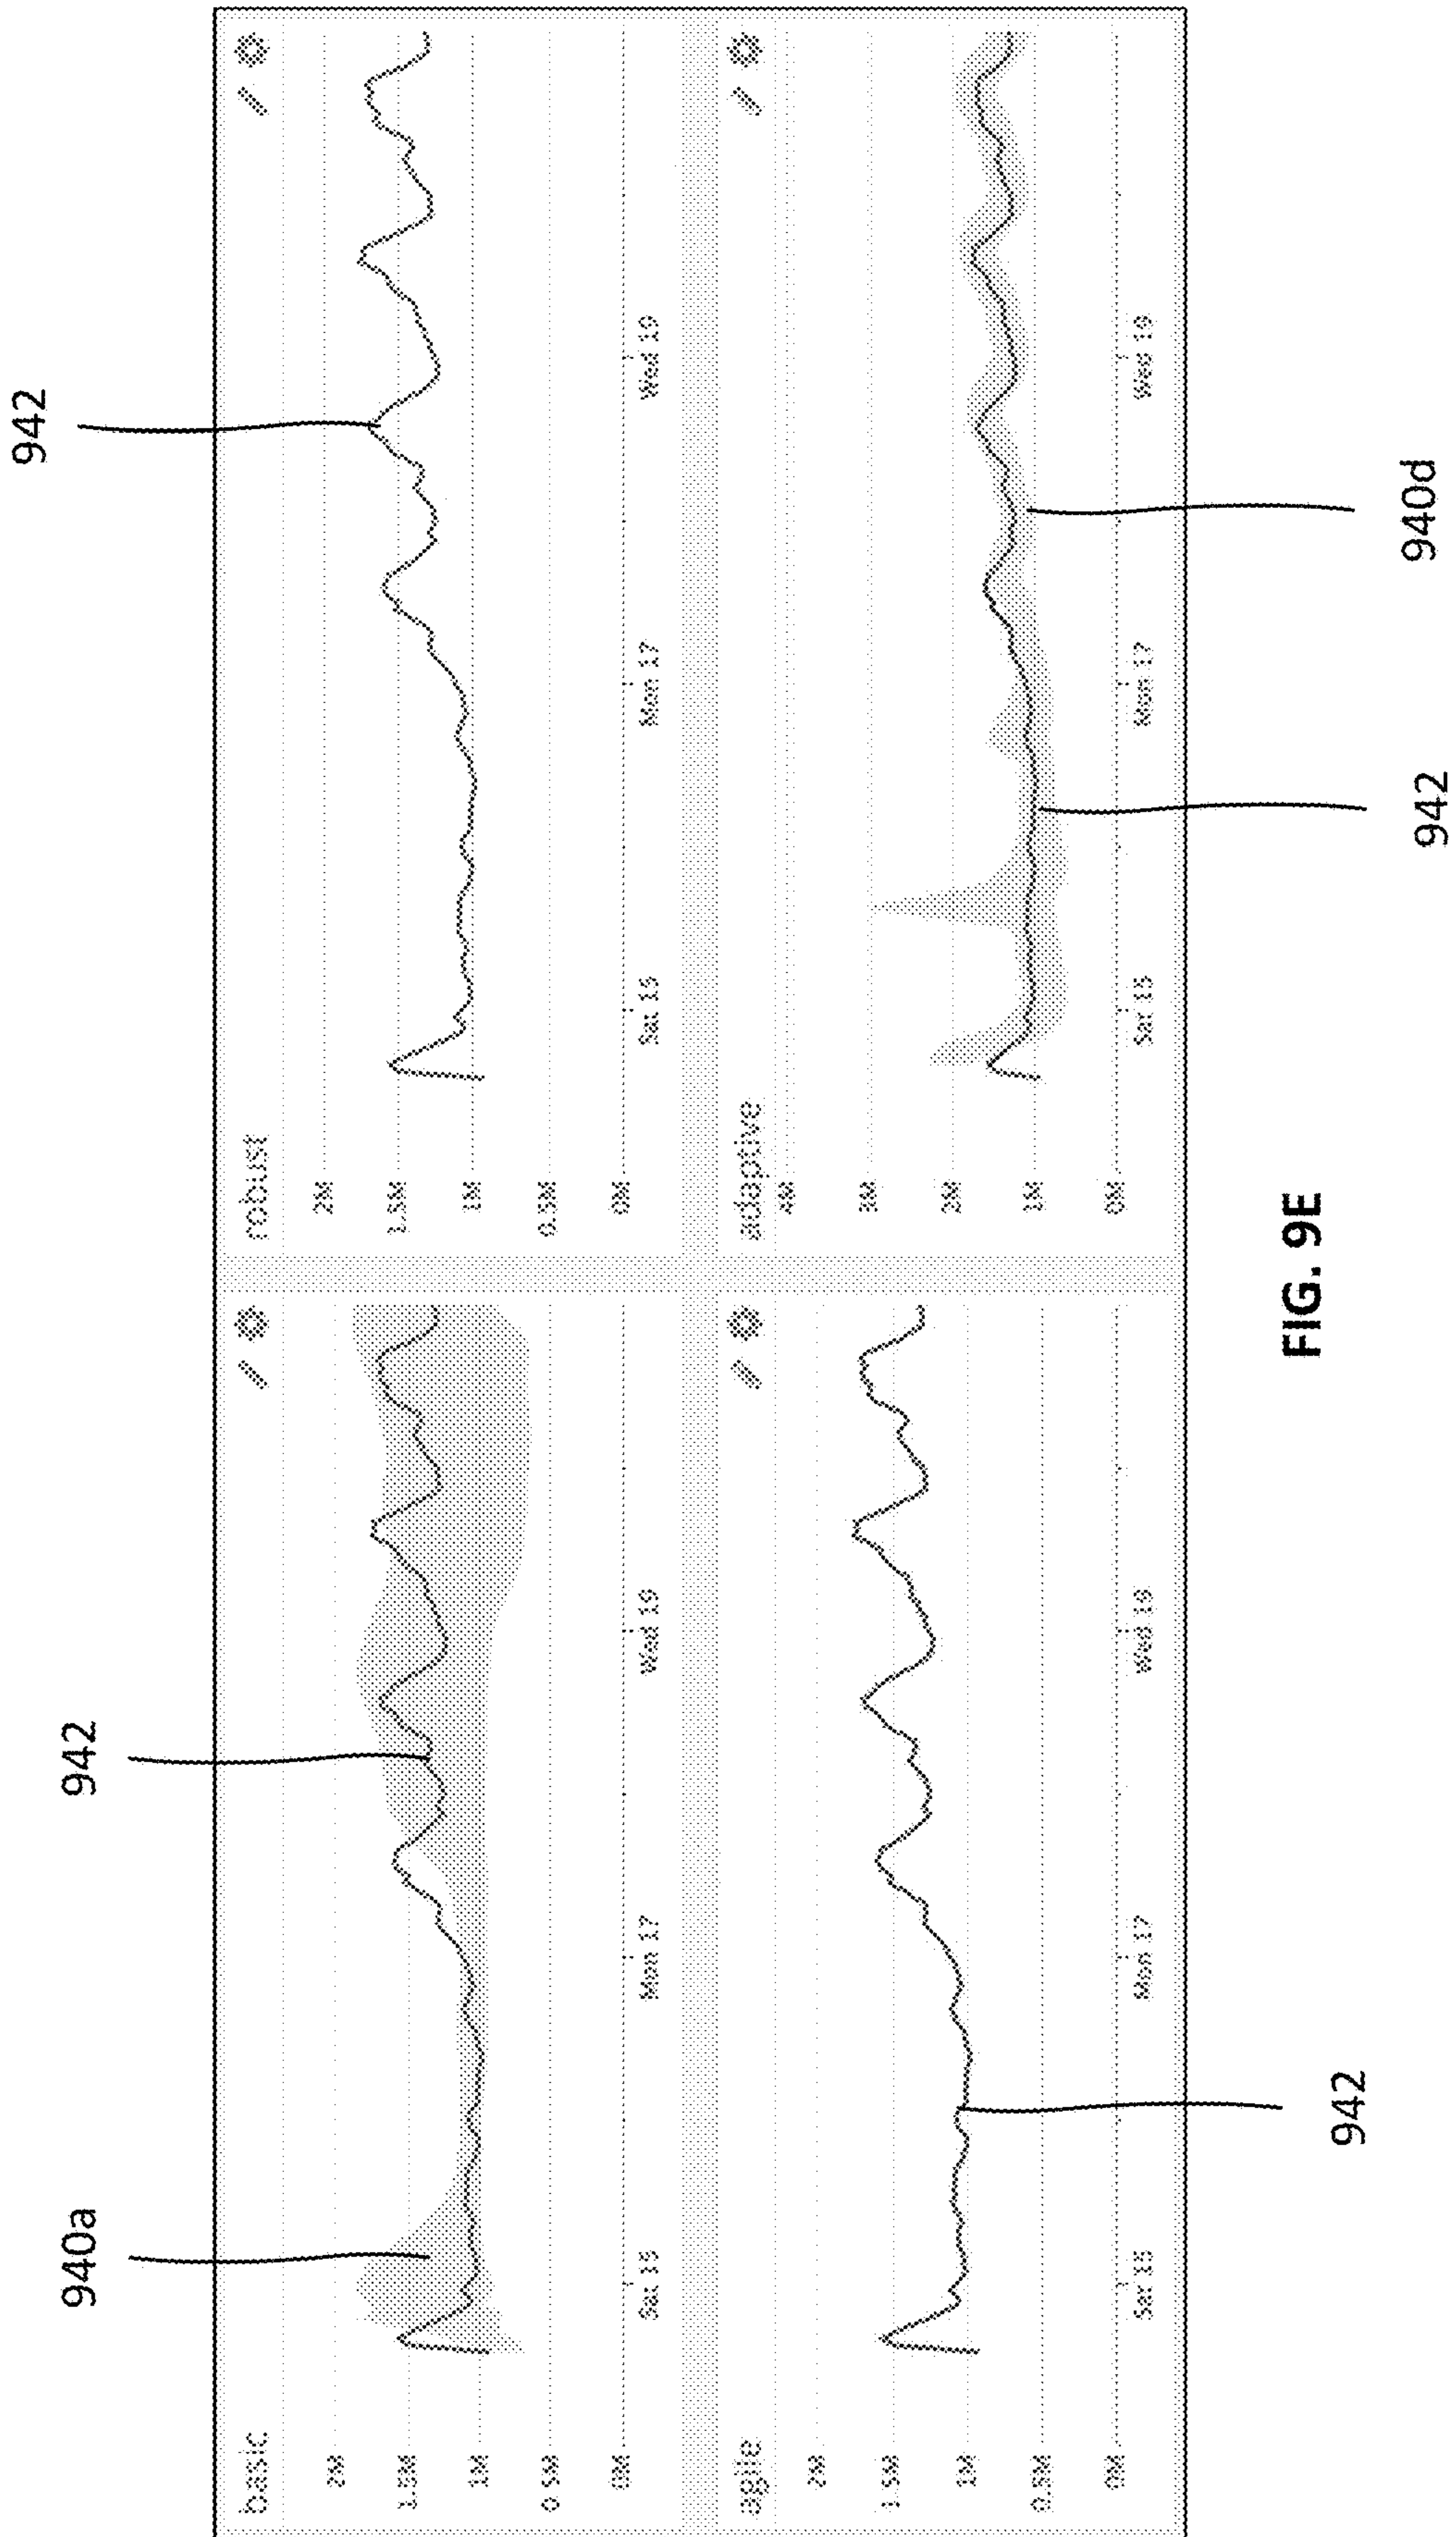 942
940a
942
basic
2M
1.5M
1M
0.5M
0M
Sat 15
Mon 17
Wed 19
robust
2M
1.5M
1M
0.5M
0M
Sat 15
Mon 17
Wed 19
agile
2M
1.5M
1M
0.5M
0M
Sat 15
Mon 17
Wed 19
adaptive
4M
3M
2M
1M
0M
Sat 15
Mon 17
Wed 19
942
942
940d
FIG. 9E